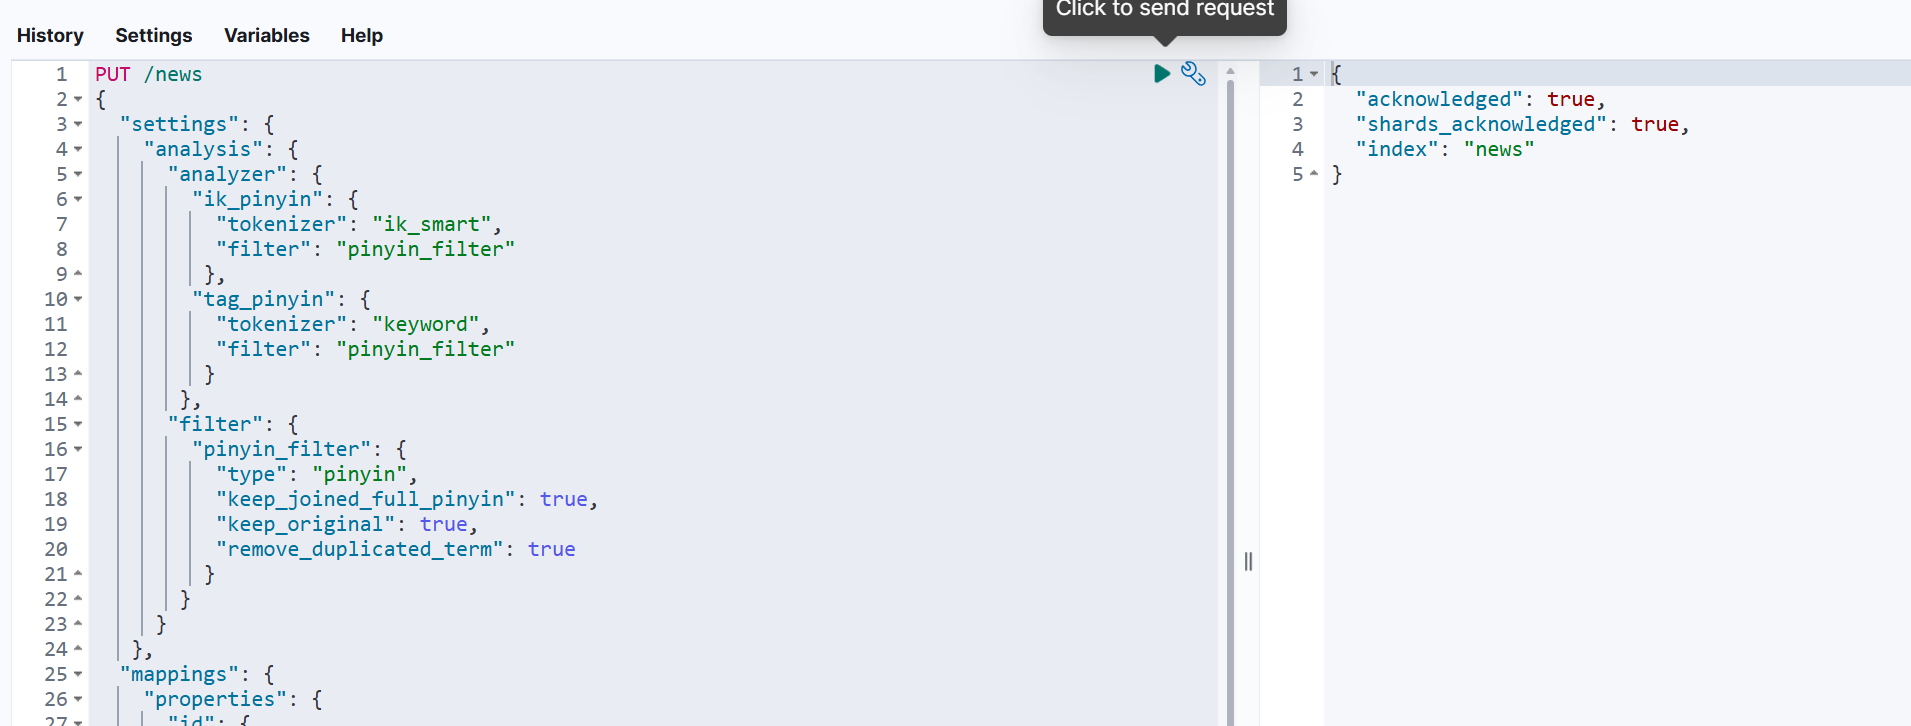 Click to send request
History Settings Variables Help
1 PUT /news
2 {
3 "settings": {
4 "analysis": {
5 "analyzer": {
6 "ik_pinyin": {
7 "tokenizer": "ik_smart",
8 "filter": "pinyin_filter"
9 },
10 "tag_pinyin": {
11 "tokenizer": "keyword",
12 "filter": "pinyin_filter"
13 }
14 },
15 "filter": {
16 "pinyin_filter": {
17 "type": "pinyin",
18 "keep_joined_full_pinyin": true,
19 "keep_original": true,
20 "remove_duplicated_term": true
21 }
22 }
23 }
24 },
25 "mappings": {
26 "properties": {
27 "id": {
1 {
2 "acknowledged": true,
3 "shards_acknowledged": true,
4 "index": "news"
5 }